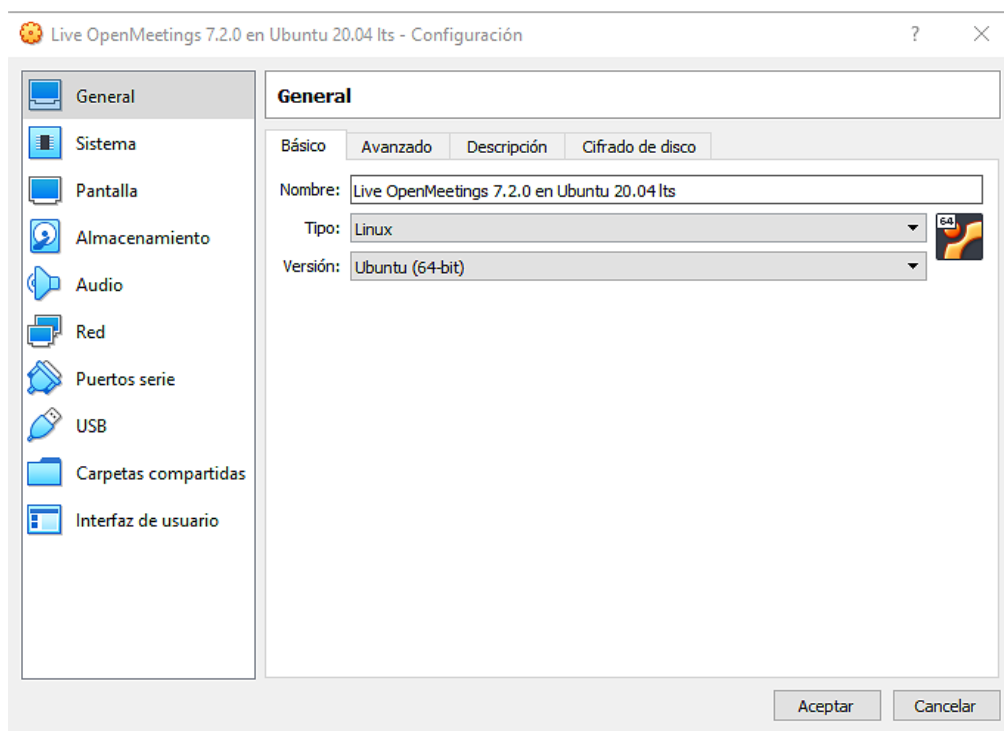 Live OpenMeetings 7.2.0 en Ubuntu 20.04 lts - Configuración
?
General
Sistema
Pantalla
Almacenamiento
Audio
Red
Puertos serie
USB
Carpetas compartidas
Interfaz de usuario
General
Básico Avanzado Descripción Cifrado de disco
Nombre: Live OpenMeetings 7.2.0 en Ubuntu 20.04 lts
Tipo: Linux
64
Versión: Ubuntu (64-bit)
Aceptar Cancelar